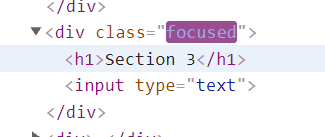 </div>
▼<div class="focused">
<h1>Section 3</h1>
<input type="text">
</div>